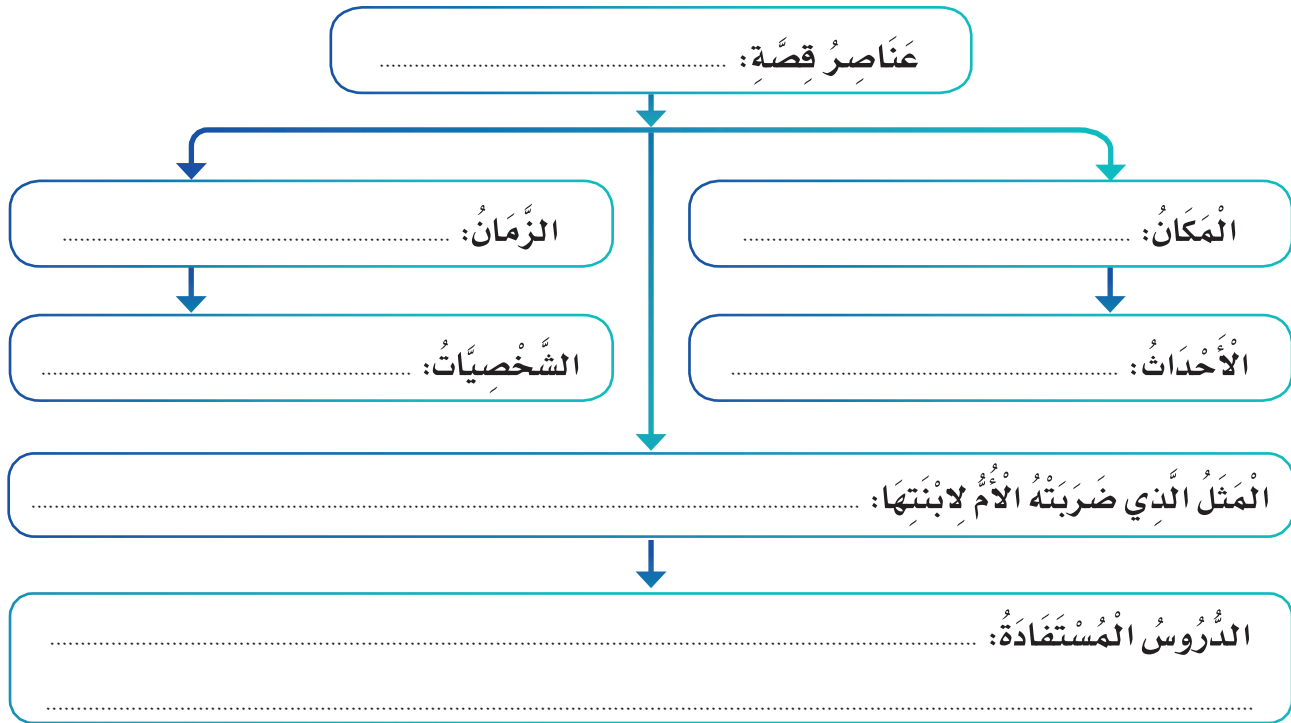 عَنَاصِرُ قِصَّةِ: ............................................................
الْمَكَانُ: ...................................................................
الزَّمَانُ: ...................................................................
الْأَحْدَاثُ: ...................................................................
الشَّخْصِيَّاتُ: ................................................................
الْمَثَلُ الَّذِي ضَرَبَتْهُ الْأُمُّ لِابْنَتِهَا: ................................................................................
الدُّرُوسُ الْمُسْتَفَادَةُ: ................................................................................
................................................................................